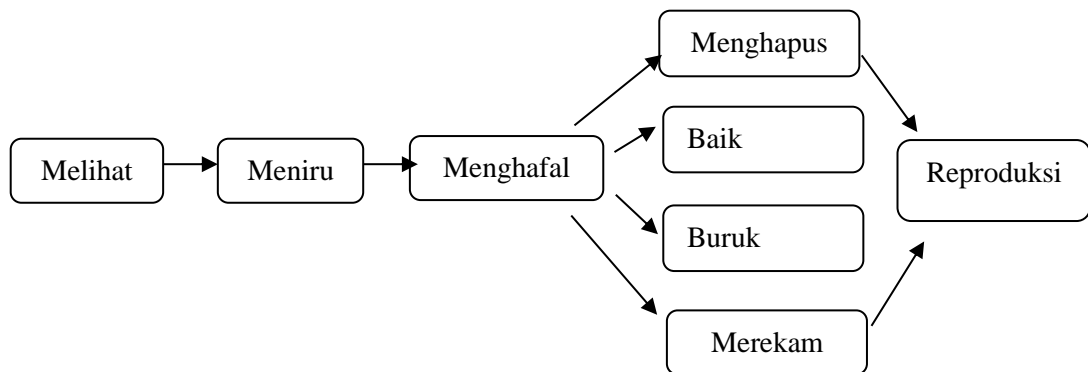 Melihat
Meniru
Menghafal
Menghapus
Baik
Buruk
Merekam
Reproduksi